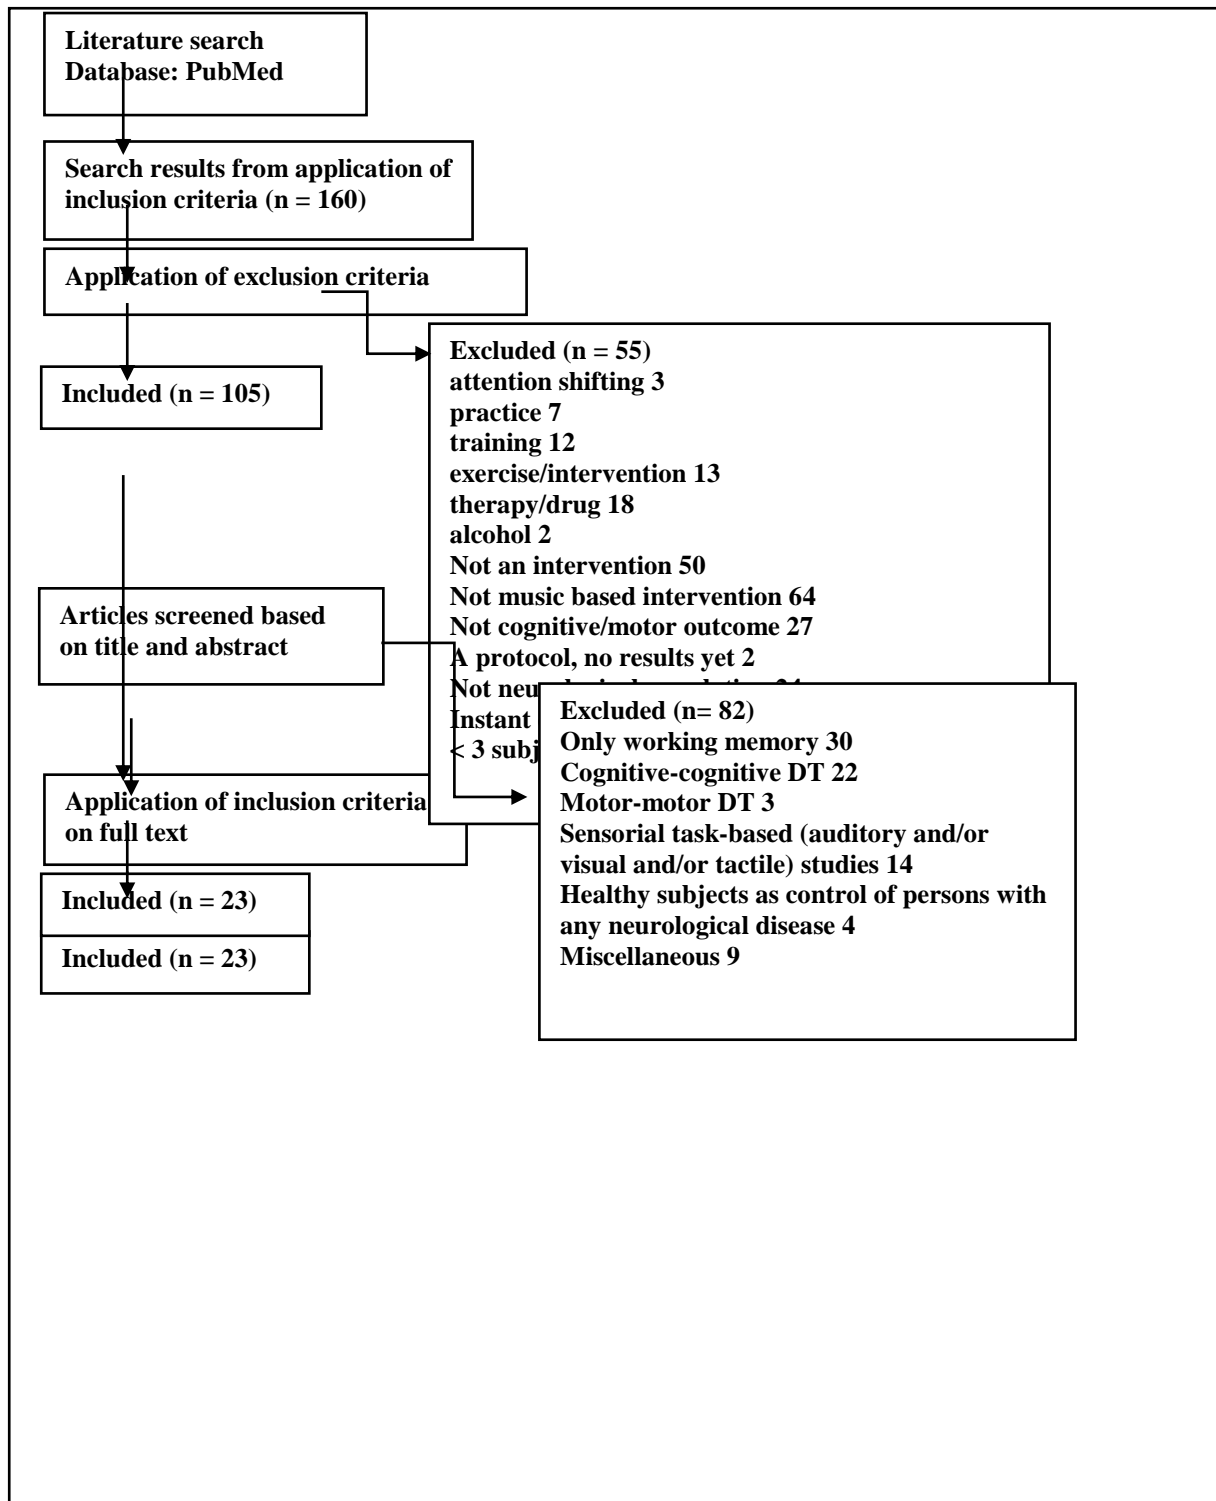 Literature search
Database: PubMed
Search results from application of
inclusion criteria (n = 160)
Application of exclusion criteria
Included (n = 105)
Excluded (n = 55)
attention shifting 3
practice 7
training 12
exercise/intervention 13
therapy/drug 18
alcohol 2
Not an intervention 50
Not music based intervention 64
Not cognitive/motor outcome 27
A protocol, no results yet 2
Not
Instant
< 3
Articles screened based
on title and abstract
Excluded (n= 82)
Only working memory 30
Cognitive-cognitive DT 22
Motor-motor DT 3
Sensorial task-based (auditory and/or
visual and/or tactile) studies 14
Healthy subjects as control of persons with
any neurological disease 4
Miscellaneous 9
Application of inclusion criteria
on full text
Included (n = 23)
Included (n = 23)